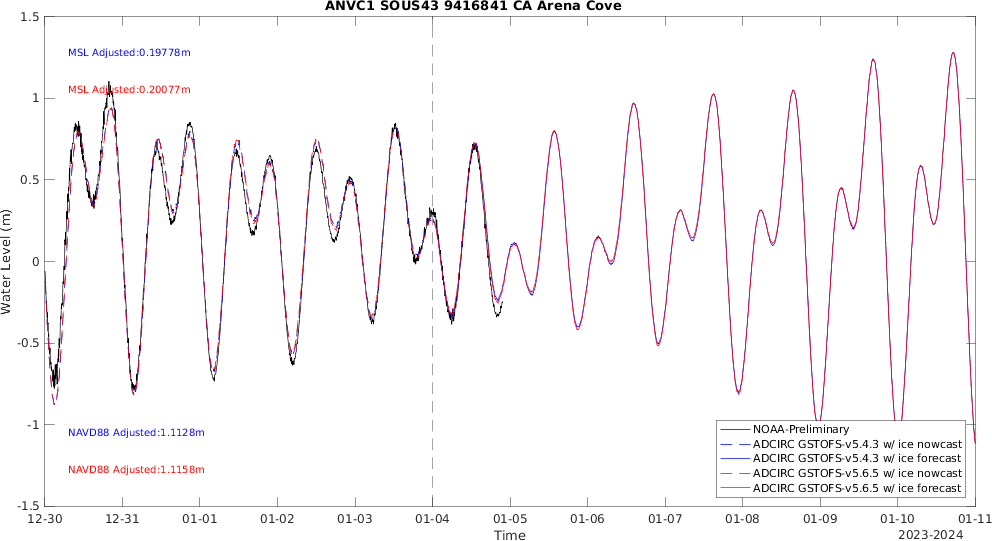 ANVC1 SOUS43 9416841 CA Arena Cove
1.5
1
0.5
0
-0.5
-1
-1.5
Water Level (m)
MSL Adjusted:0.19778m
MSL Adjusted:0.20077m
NAVD88 Adjusted:1.1128m
NAVD88 Adjusted:1.1158m
NOAA-Preliminary
ADCIRC GSTOFS-v5.4.3 w/ ice nowcast
ADCIRC GSTOFS-v5.4.3 w/ ice forecast
ADCIRC GSTOFS-v5.6.5 w/ ice nowcast
ADCIRC GSTOFS-v5.6.5 w/ ice forecast
12-30 12-31 01-01 01-02 01-03 01-04 01-05 01-06 01-07 01-08 01-09 01-10 01-11
Time
2023-2024